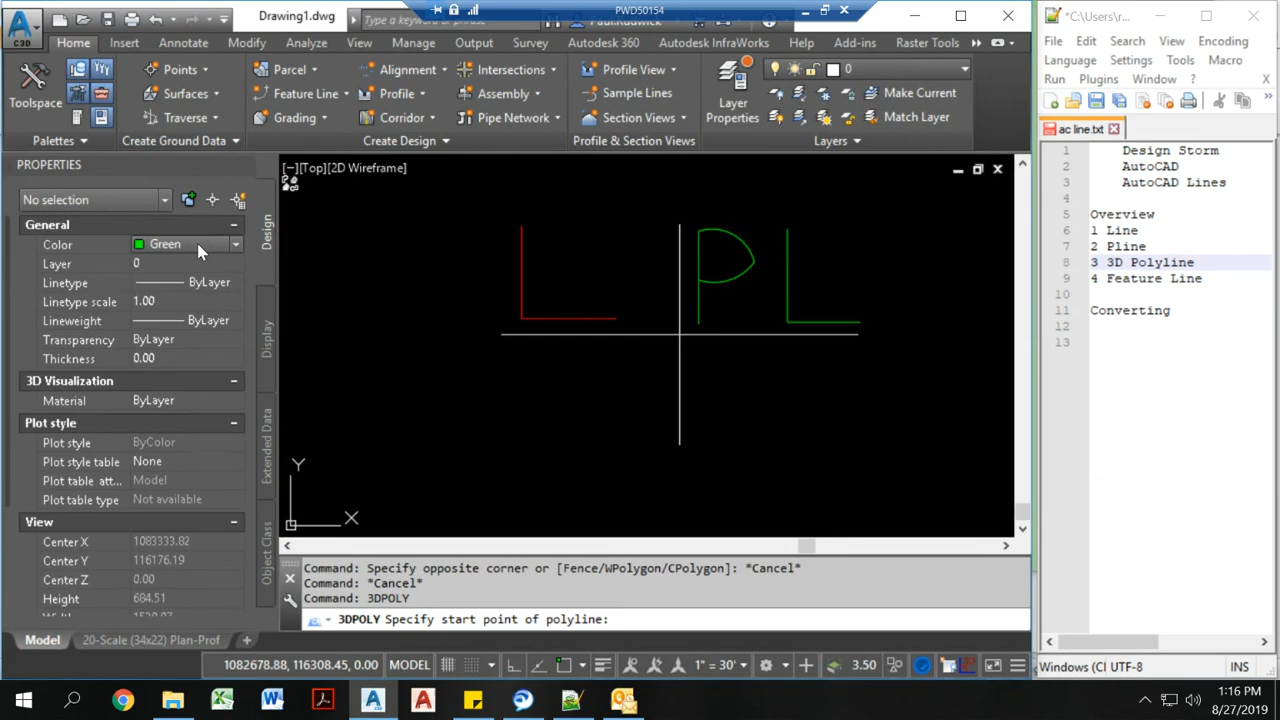 PWD50154
Drawing1.dwg
Type a keyword or phrase
Paul.Rudwick
C3D
Home Insert Annotate Modify Analyze View Manage Output Survey Autodesk 360 Autodesk InfraWorks Help Add-ins Raster Tools
Toolspace
Points
Surfaces
Traverse
Parcel
Feature Line
Grading
Alignment
Profile
Corridor
Intersections
Assembly
Pipe Network
Profile View
Sample Lines
Section Views
Layer
Properties
0
Make Current
Match Layer
Palettes
Create Ground Data
Create Design
Profile & Section Views
Layers
PROPERTIES
No selection
General
Color Green
Layer 0
Linetype ByLayer
Linetype scale 1.00
Lineweight ByLayer
Transparency ByLayer
Thickness 0.00
3D Visualization
Material ByLayer
Plot style
Plot style ByColor
Plot style table None
Plot table att... Model
Plot table type Not available
View
Center X 1083333.82
Center Y 116176.19
Center Z 0.00
Height 684.51
Design
Display
Extended Data
Object Class
[−][Top][2D Wireframe]
L P L
Y
X
Command: Specify opposite corner or [Fence/WPolygon/CPolygon]: *Cancel*
Command: *Cancel*
Command: 3DPOLY
3DPOLY Specify start point of polyline:
Model 20-Scale (34x22) Plan-Prof +
1082678.88, 116308.45, 0.00 MODEL 1" = 30' 3.50
*C:\Users\r...
File Edit Search View Encoding
Language Settings Tools Macro
Run Plugins Window ? X
ac line.txt
1 Design Storm
2 AutoCAD
3 AutoCAD Lines
4
5 Overview
6 1 Line
7 2 Pline
8 3 3D Polyline
9 4 Feature Line
10
11 Converting
12
13
Windows (Cl UTF-8 INS
1:16 PM
8/27/2019